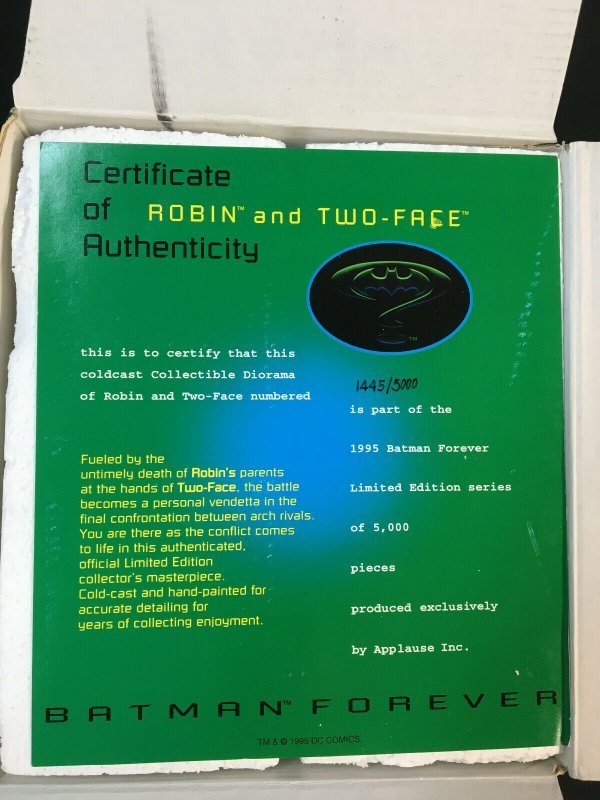 Certificate
of ROBIN™ and TWO-FACE™
Authenticity
TM
this is to certify that this
coldcast Collectible Diorama
of Robin and Two-Face numbered
1445/5000
is part of the
1995 Batman Forever
Limited Edition series
of 5,000
pieces
produced exclusively
by Applause Inc.
Fueled by the
untimely death of Robin's parents
at the hands of Two-Face, the battle
becomes a personal vendetta in the
final confrontation between arch rivals.
You are there as the conflict comes
to life in this authenticated,
official Limited Edition
collector's masterpiece.
Cold-cast and hand-painted for
accurate detailing for
years of collecting enjoyment.
BATMAN™ FOREVER
TM & © 1995 DC COMICS